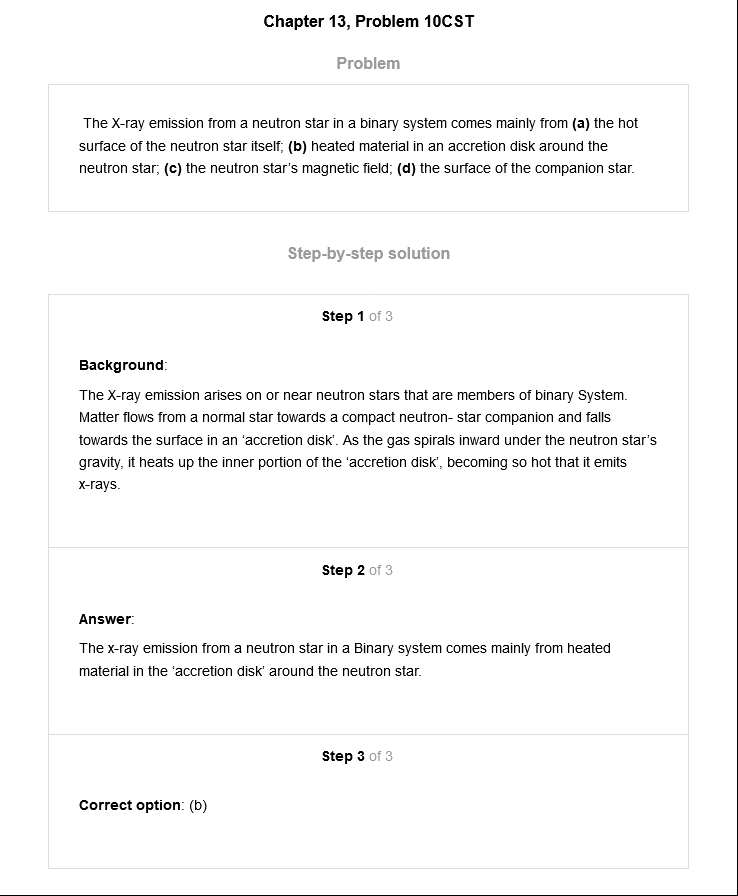 Chapter 13, Problem 10CST
Problem
The X-ray emission from a neutron star in a binary system comes mainly from (a) the hot
surface of the neutron star itself; (b) heated material in an accretion disk around the
neutron star; (c) the neutron star's magnetic field; (d) the surface of the companion star.
Step-by-step solution
Step 1 of 3
Background:
The X-ray emission arises on or near neutron stars that are members of binary System.
Matter flows from a normal star towards a compact neutron- star companion and falls
towards the surface in an ‘accretion disk’. As the gas spirals inward under the neutron star’s
gravity, it heats up the inner portion of the ‘accretion disk’, becoming so hot that it emits
x-rays.
Step 2 of 3
Answer:
The x-ray emission from a neutron star in a Binary system comes mainly from heated
material in the ‘accretion disk’ around the neutron star.
Step 3 of 3
Correct option: (b)